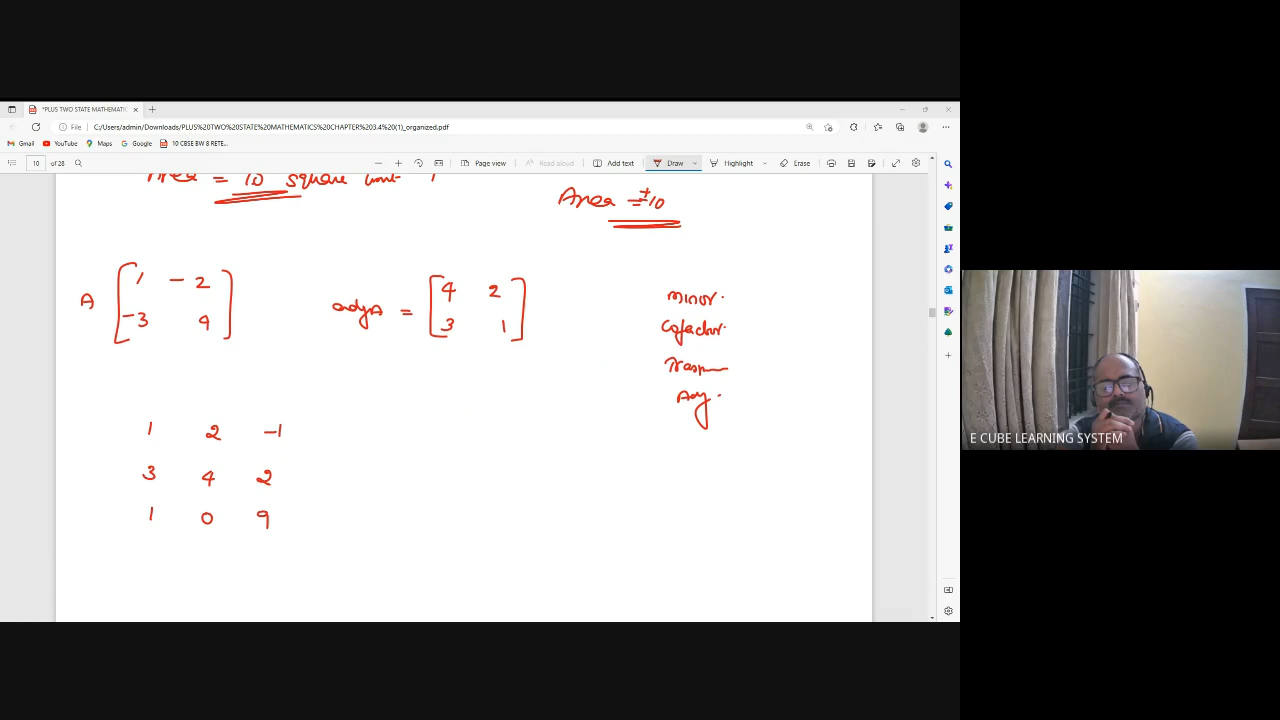 *PLUS TWO STATE MATHEMATIC
File C:/Users/admin/Downloads/PLUS%20TWO%20STATE%20MATHEMATICS%20CHAPTER%203.4%20(1)_organized.pdf
Gmail YouTube Maps Google 10 CBSE BW 8 RETE...
10 of 28 Page view Read aloud Add text Draw Highlight Erase
Area = 10 square unit
Area = ±10
A [ 1 -2
-3 4 ]
adjA = [ 4 2
3 1 ]
Minor.
Cofactor.
Adj.
1 2 -1
3 4 2
1 0 9
E CUBE LEARNING SYSTEM